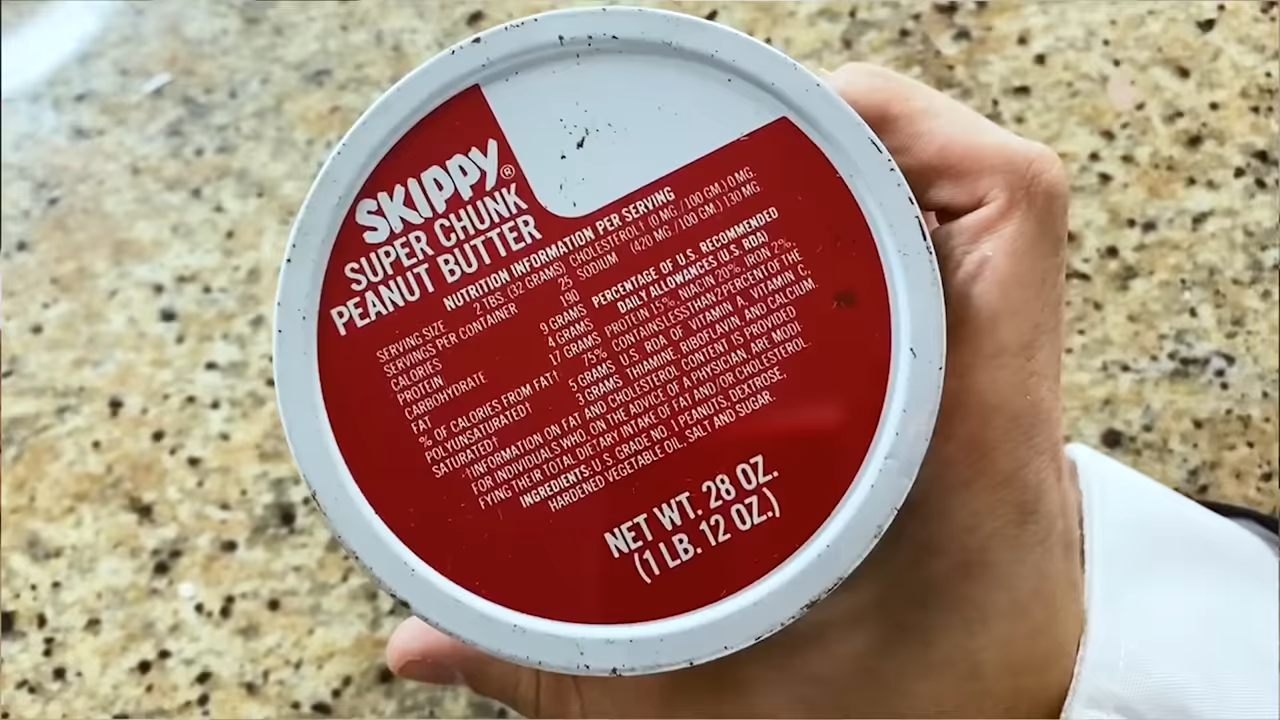 SKIPPY®
SUPER CHUNK
PEANUT BUTTER
NUTRITION INFORMATION PER SERVING
SERVING SIZE 2 TBS. (32 GRAMS)
SERVINGS PER CONTAINER 25
CALORIES 190
PROTEIN 9 GRAMS
CARBOHYDRATE 4 GRAMS
FAT 17 GRAMS
% OF CALORIES FROM FAT† 75%
POLYUNSATURATED† 5 GRAMS
SATURATED† 3 GRAMS
CHOLESTEROL† (0 MG./100 GM.) 0 MG.
SODIUM (420 MG./100 GM.) 130 MG.
PERCENTAGE OF U.S. RECOMMENDED
DAILY ALLOWANCES (U.S. RDA)
PROTEIN 15%, NIACIN 20%, IRON 2%.
CONTAINS LESS THAN 2 PERCENT OF THE
U.S. RDA OF VITAMIN A, VITAMIN C,
THIAMINE, RIBOFLAVIN AND CALCIUM.
†INFORMATION ON FAT AND CHOLESTEROL CONTENT IS PROVIDED
FOR INDIVIDUALS WHO, ON THE ADVICE OF A PHYSICIAN, ARE MODI-
FYING THEIR TOTAL DIETARY INTAKE OF FAT AND/OR CHOLESTEROL.
INGREDIENTS: U.S. GRADE NO. 1 PEANUTS, DEXTROSE,
HARDENED VEGETABLE OIL, SALT AND SUGAR.
NET WT. 28 OZ.
(1 LB. 12 OZ.)